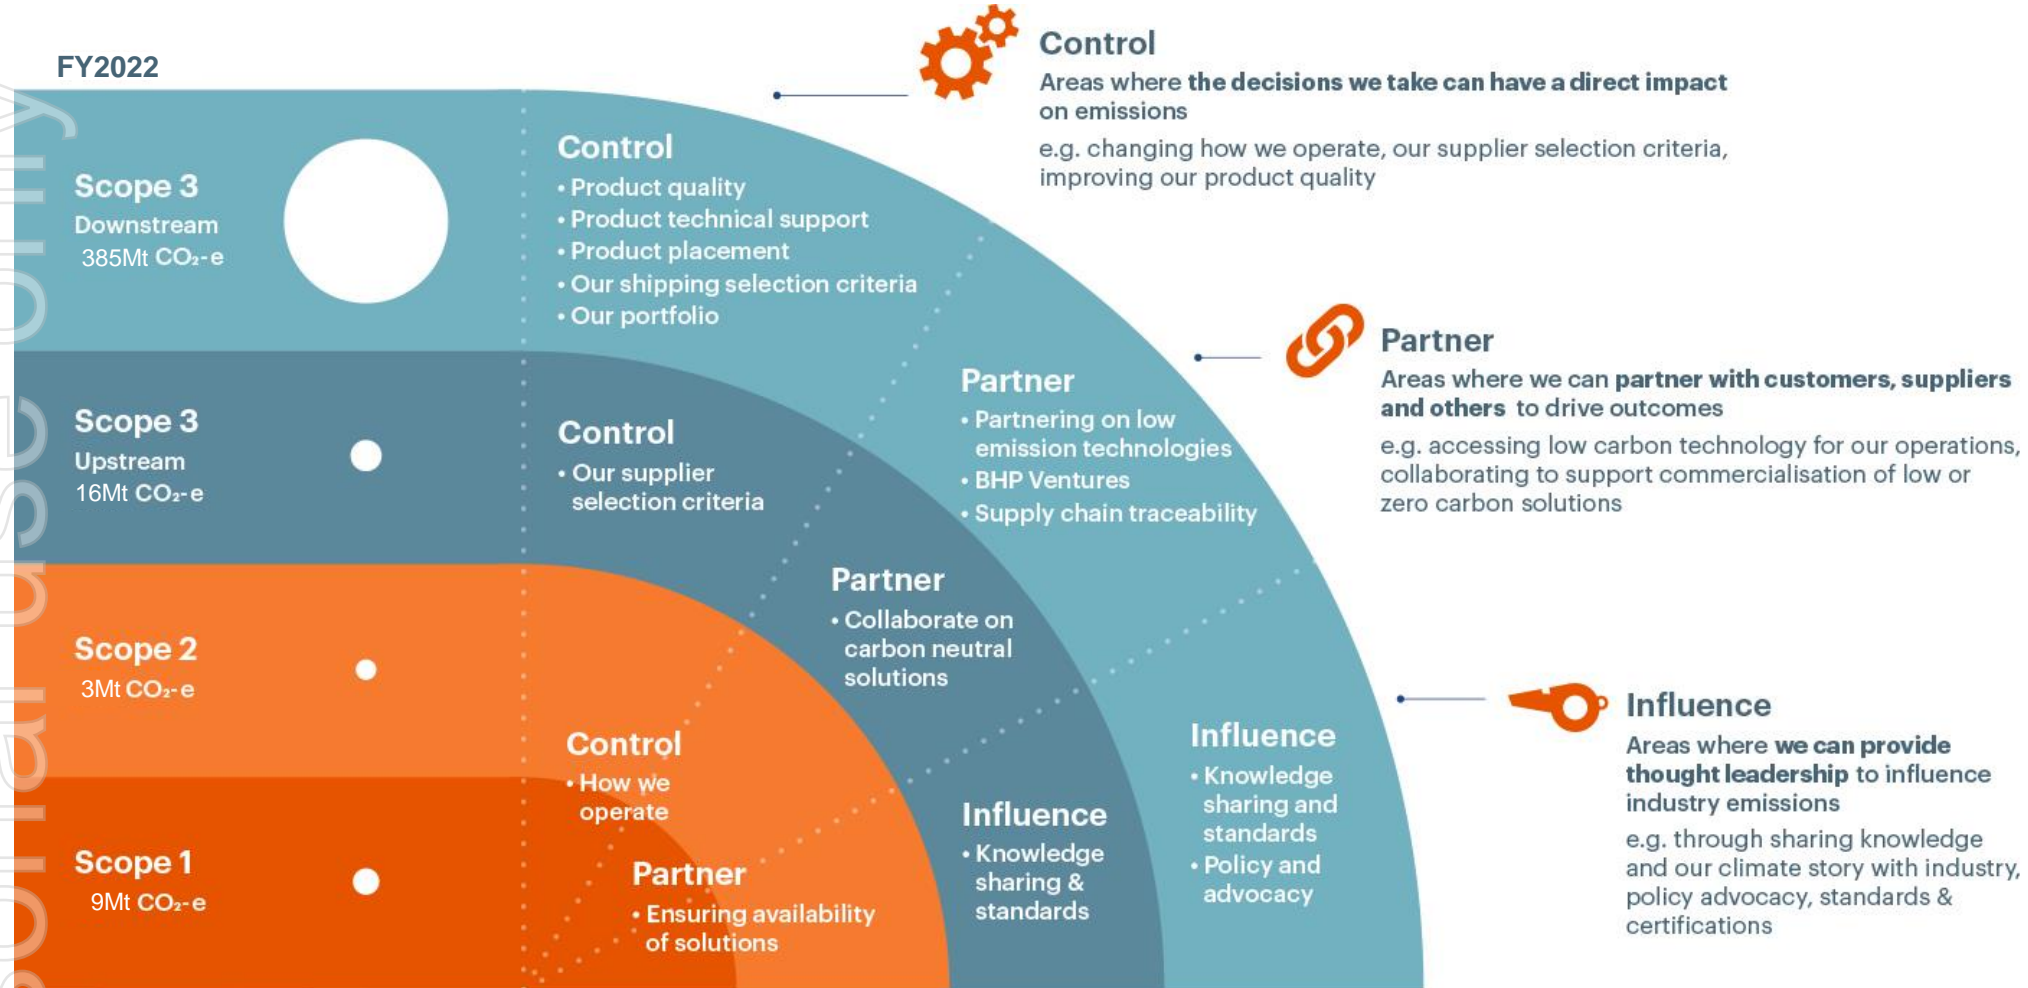 FY2022
Scope 3
Downstream
385Mt CO₂-e
Control
• Product quality
• Product technical support
• Product placement
• Our shipping selection criteria
• Our portfolio
Partner
• Partnering on low
emission technologies
• BHP Ventures
• Supply chain traceability
Influence
• Knowledge
sharing and
standards
• Policy and
advocacy
Scope 3
Upstream
16Mt CO₂-e
Control
• Our supplier
selection criteria
Partner
• Collaborate on
carbon neutral
solutions
Influence
• Knowledge
sharing &
standards
Scope 2
3Mt CO₂-e
Scope 1
9Mt CO₂-e
Control
• How we
operate
Partner
• Ensuring availability
of solutions
Control
Areas where the decisions we take can have a direct impact
on emissions
e.g. changing how we operate, our supplier selection criteria,
improving our product quality
Partner
Areas where we can partner with customers, suppliers
and others to drive outcomes
e.g. accessing low carbon technology for our operations,
collaborating to support commercialisation of low or
zero carbon solutions
Influence
Areas where we can provide
thought leadership to influence
industry emissions
e.g. through sharing knowledge
and our climate story with industry,
policy advocacy, standards &
certifications
use only